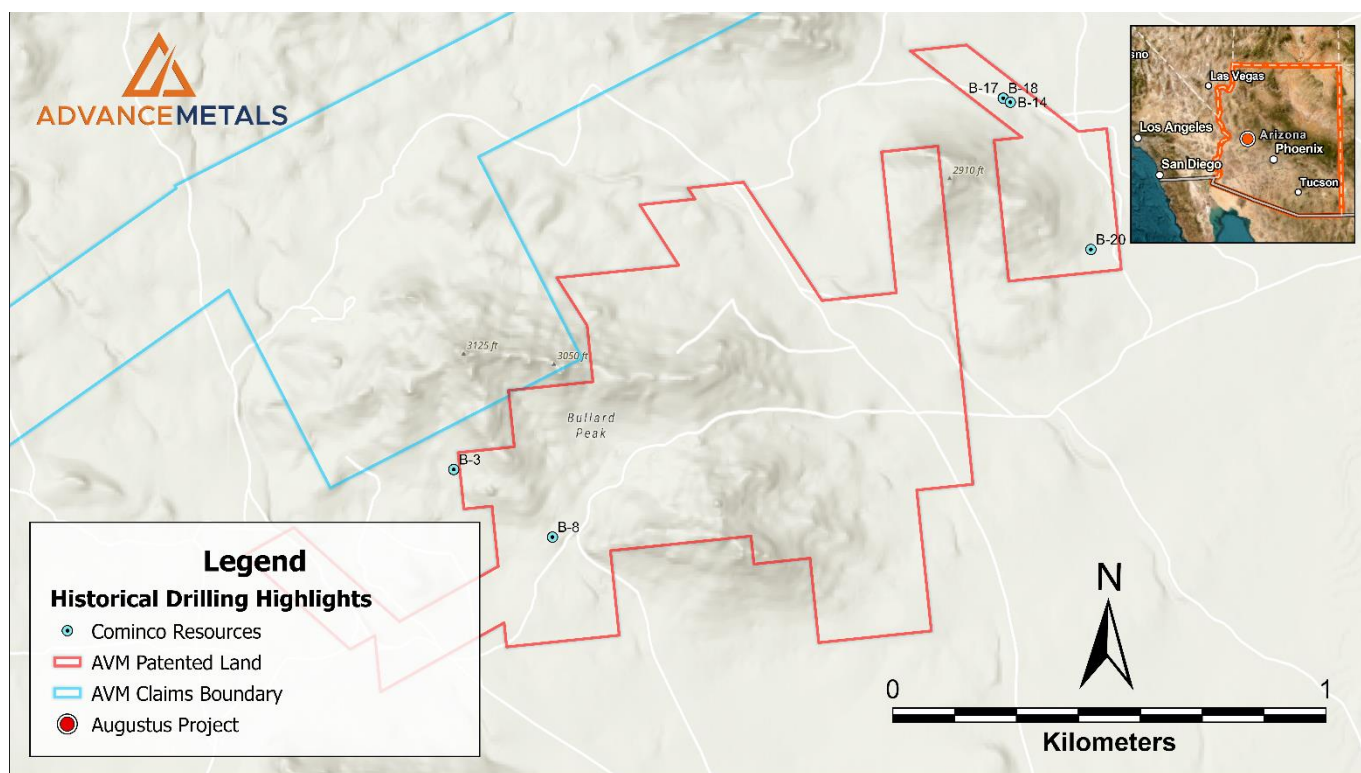 ADVANCEMETALS
B-17
B-18
B-14
2910 ft
B-20
3125 ft
3050 ft
Bullard
Peak
B-3
B-8
sno
Las Vegas
Los Angeles
Arizona
Phoenix
San Diego
Tucson
Legend
Historical Drilling Highlights
Cominco Resources
AVM Patented Land
AVM Claims Boundary
Augustus Project
N
0 1
Kilometers